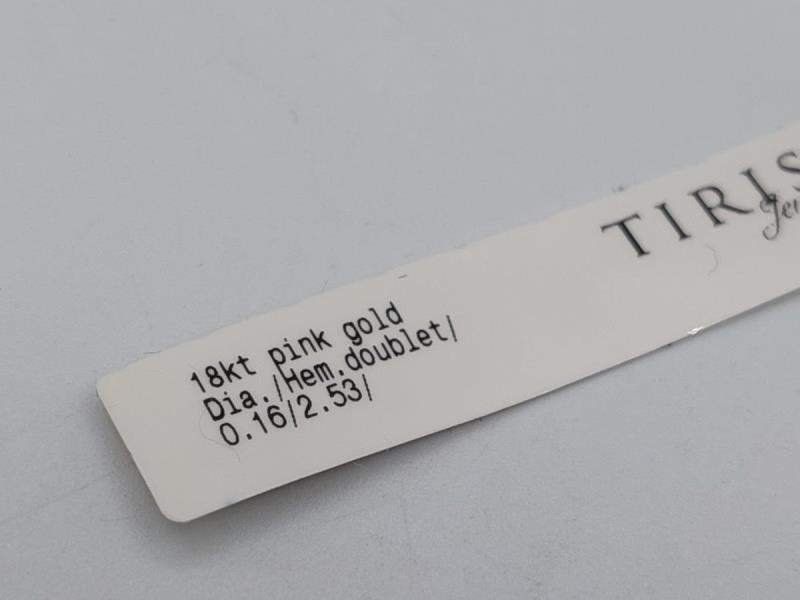 TIRIS
18kt pink gold
Dia./Hem.doublet/
0.16/2.53/